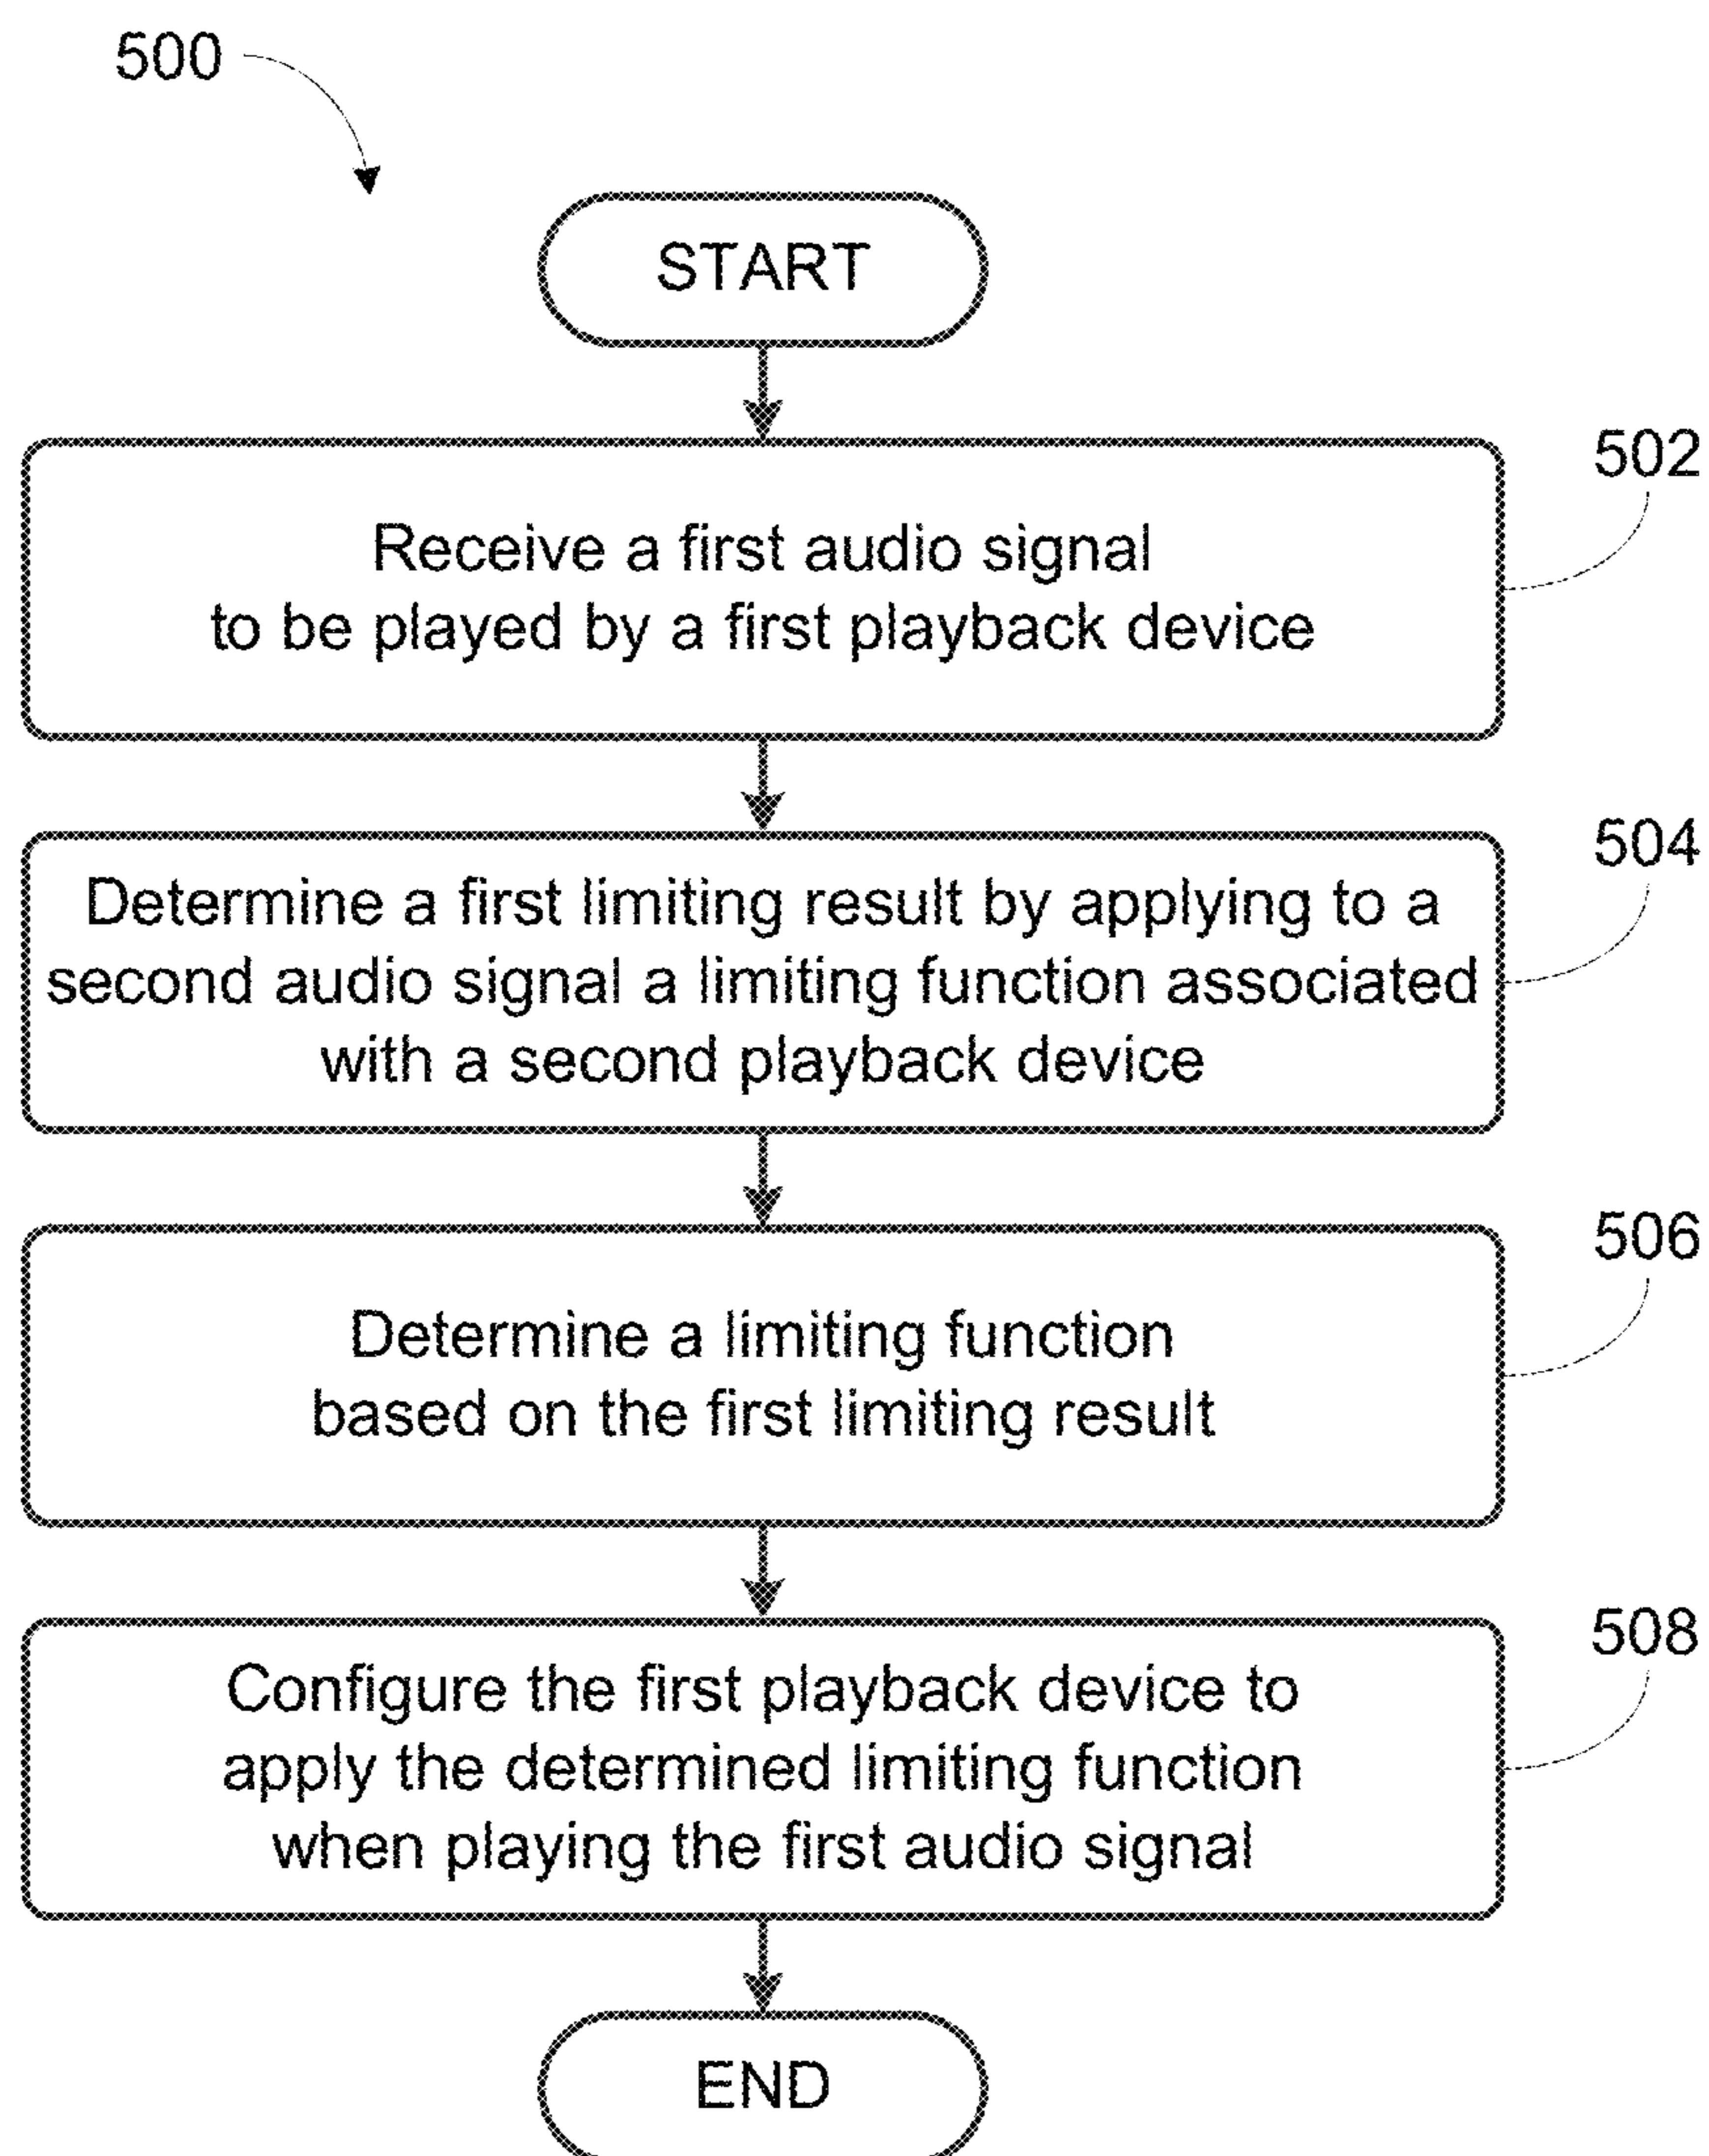 500
START
502
Receive a first audio signal
to be played by a first playback device
504
Determine a first limiting result by applying to a
second audio signal a limiting function associated
with a second playback device
506
Determine a limiting function
based on the first limiting result
508
Configure the first playback device to
apply the determined limiting function
when playing the first audio signal
END